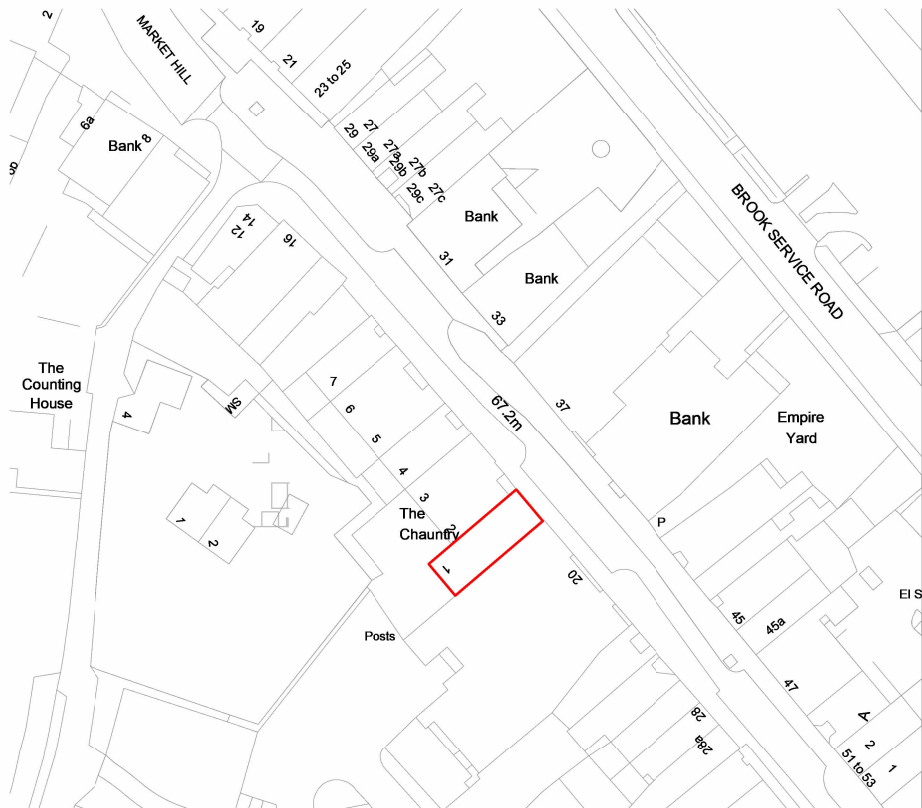 2
19
MARKET HILL
21
23 to 25
6a
Bank
8
29
27
29a
27a
29b
27b
29c
27c
BROOK SERVICE ROAD
12
14
16
Bank
31
Bank
33
The
Counting
House
4
SM
7
6
5
4
3
2
67.2m
37
Bank
Empire
Yard
The
Chauntry
1
P
1
2
20
El S
Posts
45
45a
47
28
28a
A
2
1
51 to 53